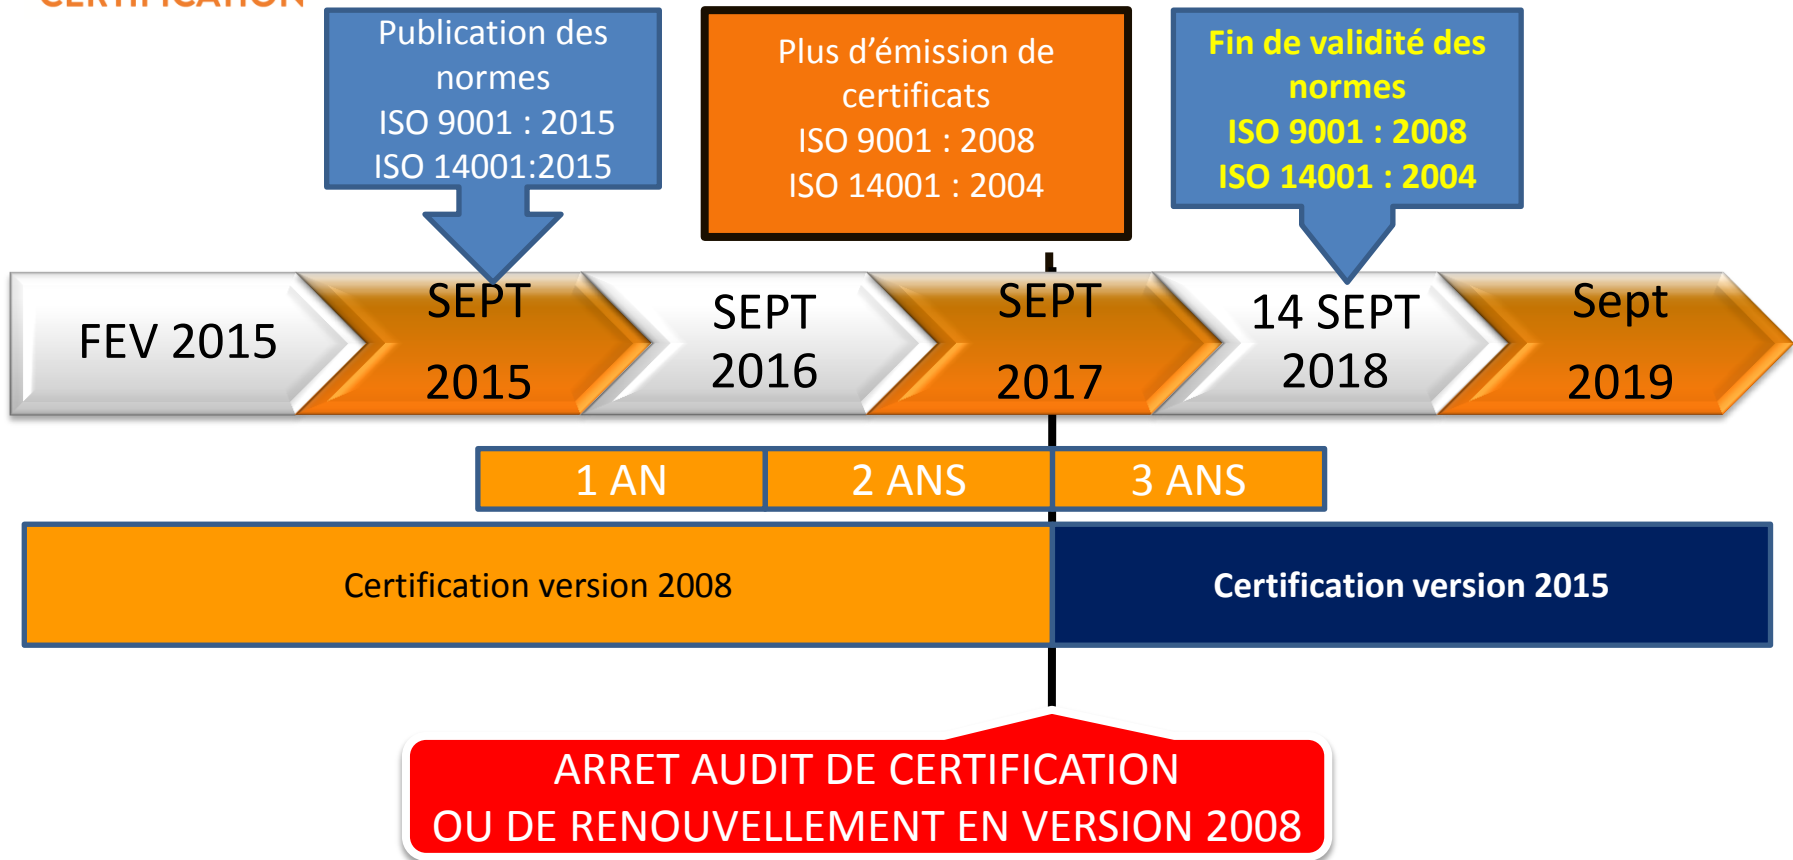 CERTIFICATION
Publication des
normes
ISO 9001 : 2015
ISO 14001:2015
Plus d’émission de
certificats
ISO 9001 : 2008
ISO 14001 : 2004
Fin de validité des
normes
ISO 9001 : 2008
ISO 14001 : 2004
FEV 2015
SEPT
2015
SEPT
2016
SEPT
2017
14 SEPT
2018
Sept
2019
1 AN
2 ANS
3 ANS
Certification version 2008
Certification version 2015
ARRET AUDIT DE CERTIFICATION
OU DE RENOUVELLEMENT EN VERSION 2008